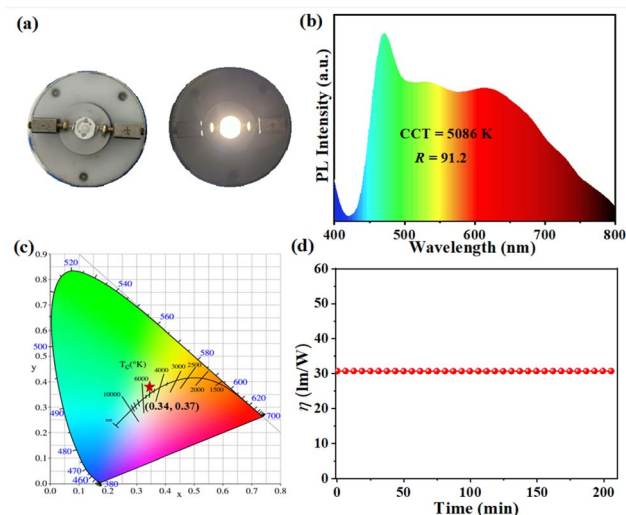 (a)
(b)
PL Intensity (a.u.)
CCT = 5086 K
R = 91.2
400 500 600 700 800
Wavelength (nm)
(c)
0.9
0.8
0.7
0.6
0.5
0.4
0.3
0.2
0.1
0.0
y
0.0 0.1 0.2 0.3 0.4 0.5 0.6 0.7 0.8
x
520
540
560
500
580
600
620
700
490
480
470
460
380
Tc(°K)
10000
6000
4000
3000
2500
2000
1500
∞
(0.34, 0.37)
(d)
η (lm/W)
60
50
40
30
20
10
0
0 50 100 150 200
Time (min)